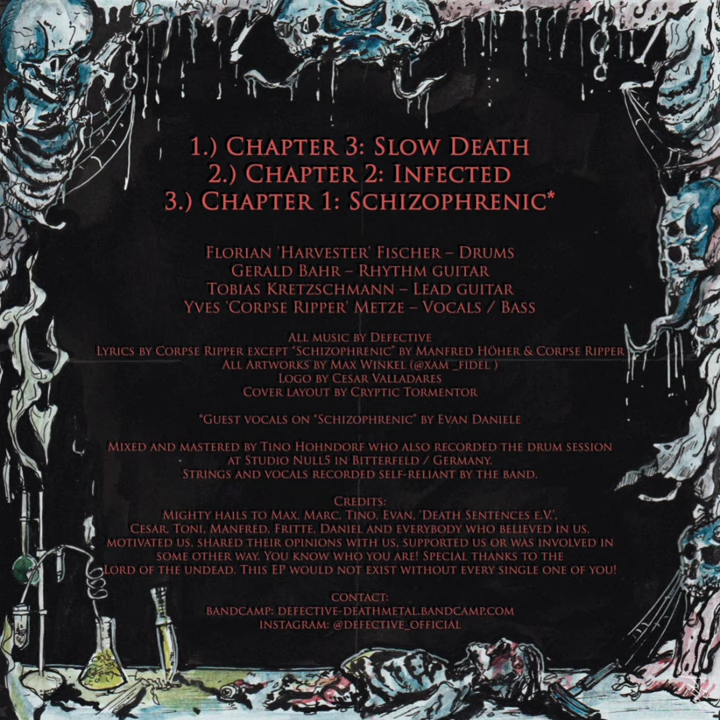 1.) Chapter 3: Slow Death
2.) Chapter 2: Infected
3.) Chapter 1: Schizophrenic*
Florian 'Harvester' Fischer – Drums
Gerald Bahr – Rhythm guitar
Tobias Kretzschmann – Lead guitar
Yves 'Corpse Ripper' Metze – Vocals / Bass
All music by Defective
Lyrics by Corpse Ripper except "Schizophrenic" by Manfred Höher & Corpse Ripper
All Artworks by Max Winkel (@xam_fidel )
Logo by Cesar Valladares
Cover layout by Cryptic Tormentor
*Guest vocals on "Schizophrenic" by Evan Daniele
Mixed and mastered by Tino Hohndorf who also recorded the drum session
at Studio Null5 in Bitterfeld / Germany.
Strings and vocals recorded self-reliant by the band.
Credits:
Mighty hails to Max, Marc, Tino, Evan, 'Death Sentences e.V.',
Cesar, Toni, Manfred, Fritte, Daniel and everybody who believed in us,
motivated us, shared their opinions with us, supported us or was involved in
some other way. You know who you are! Special thanks to the
Lord of the undead. This EP would not exist without every single one of you!
contact:
bandcamp: defective-deathmetal.bandcamp.com
instagram: @defective_official